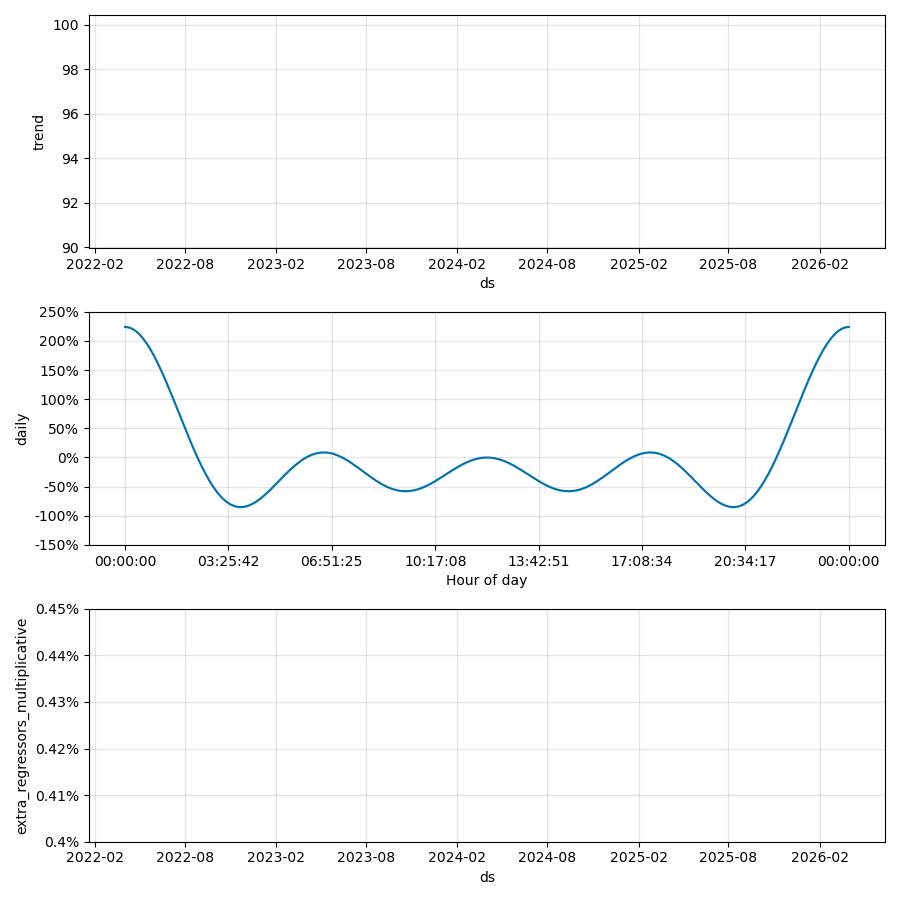 100
98
96
94
92
90
trend
2022-02 2022-08 2023-02 2023-08 2024-02 2024-08 2025-02 2025-08 2026-02
ds
250%
200%
150%
100%
50%
0%
-50%
-100%
-150%
daily
00:00:00 03:25:42 06:51:25 10:17:08 13:42:51 17:08:34 20:34:17 00:00:00
Hour of day
0.45%
0.44%
0.43%
0.42%
0.41%
0.4%
extra_regressors_multiplicative
2022-02 2022-08 2023-02 2023-08 2024-02 2024-08 2025-02 2025-08 2026-02
ds